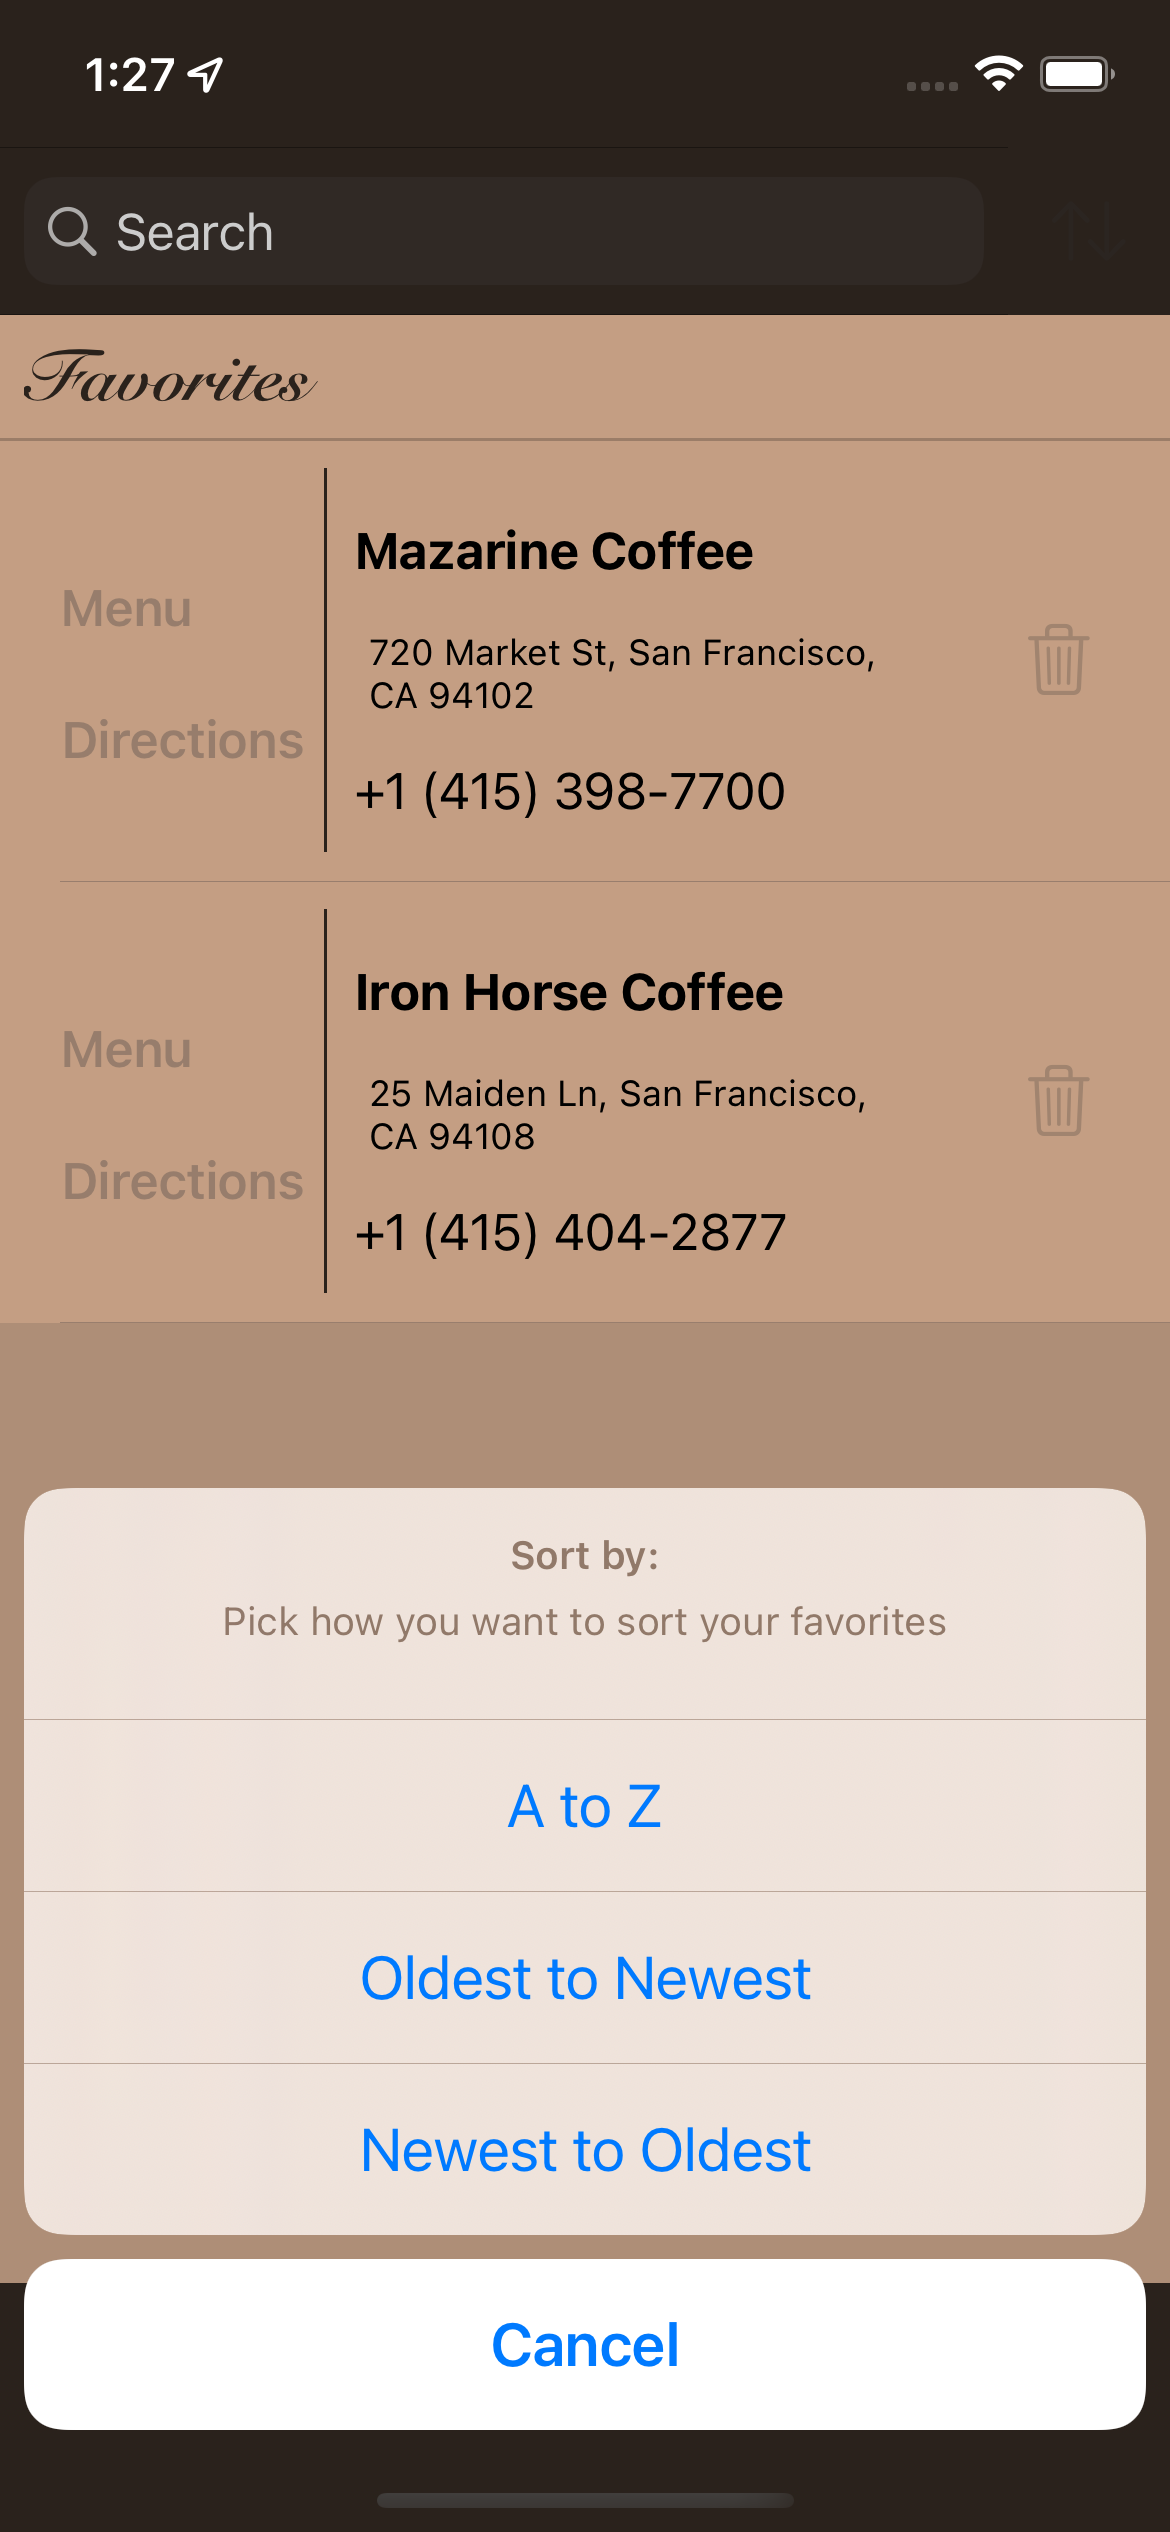 1:27
Search
Favorites
Mazarine Coffee
Menu
720 Market St, San Francisco,
CA 94102
Directions
+1 (415) 398-7700
Iron Horse Coffee
Menu
25 Maiden Ln, San Francisco,
CA 94108
Directions
+1 (415) 404-2877
Sort by:
Pick how you want to sort your favorites
A to Z
Oldest to Newest
Newest to Oldest
Cancel